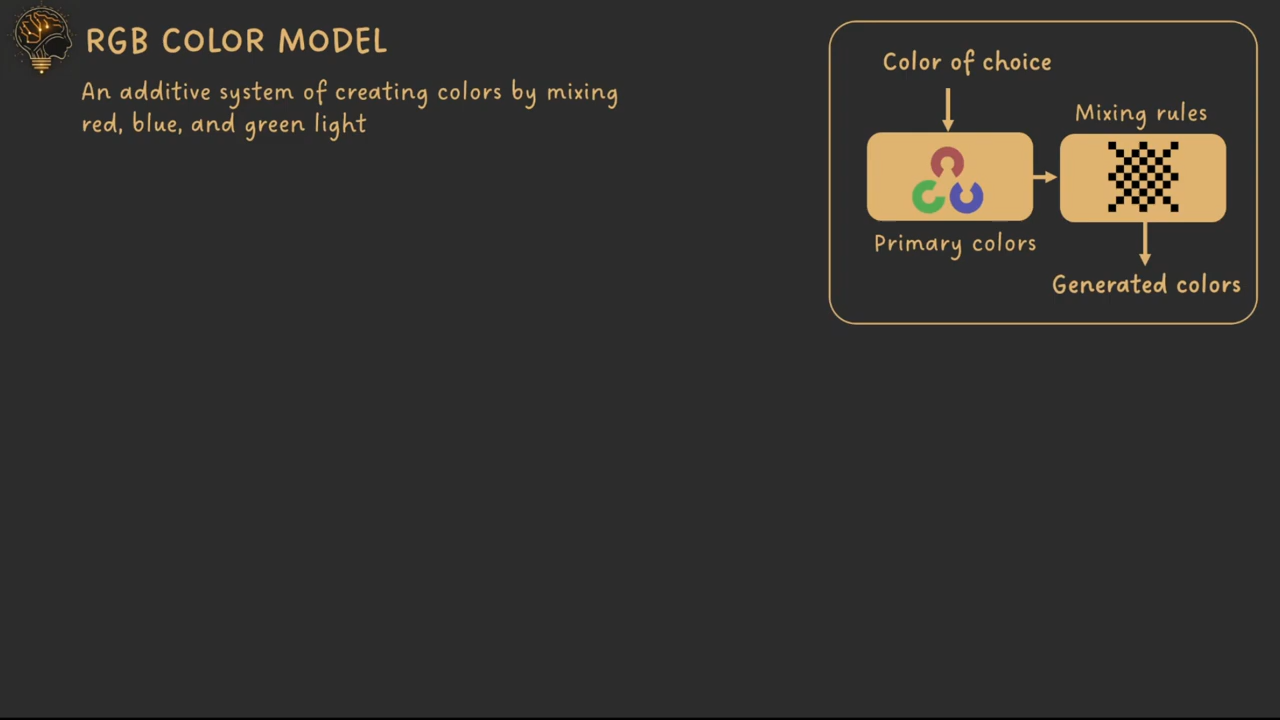 RGB COLOR MODEL
An additive system of creating colors by mixing
red, blue, and green light
Color of choice
Mixing rules
Primary colors
Generated colors